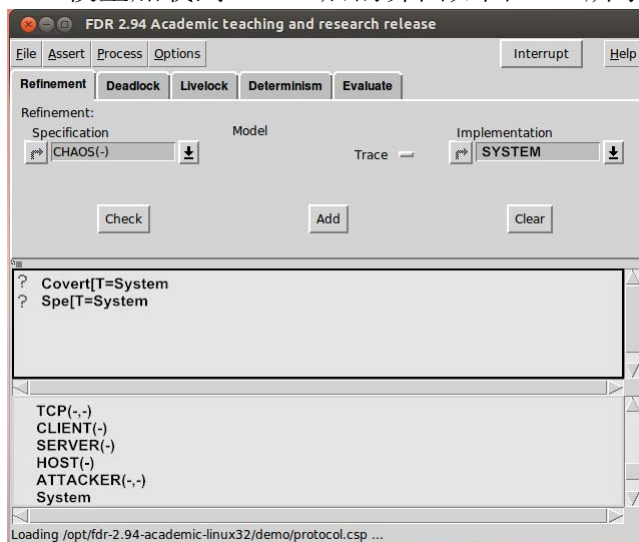 FDR 2.94 Academic teaching and research release
File Assert Process Options Interrupt Help
Refinement Deadlock Livelock Determinism Evaluate
Refinement:
Specification Model Implementation
CHAOS(-) Trace SYSTEM
Check Add Clear
? Covert[T=System
? Spe[T=System
TCP(-,-)
CLIENT(-)
SERVER(-)
HOST(-)
ATTACKER(-,-)
System
Loading /opt/fdr-2.94-academic-linux32/demo/protocol.csp ...